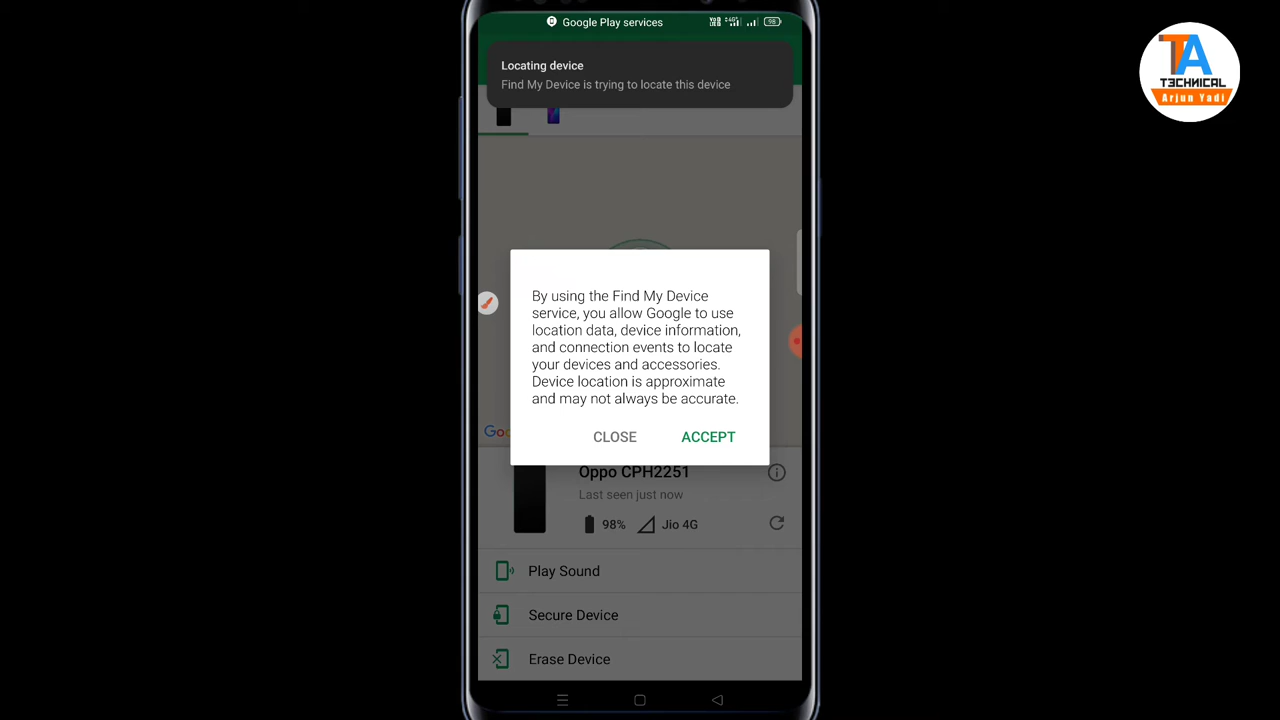 Google Play services
98
Locating device
Find My Device is trying to locate this device
By using the Find My Device
service, you allow Google to use
location data, device information,
and connection events to locate
your devices and accessories.
Device location is approximate
and may not always be accurate.
CLOSE
ACCEPT
Goo
Oppo CPH2251
Last seen just now
98%
Jio 4G
Play Sound
Secure Device
Erase Device
TA
T3CHNICAL
Arjun Yadi